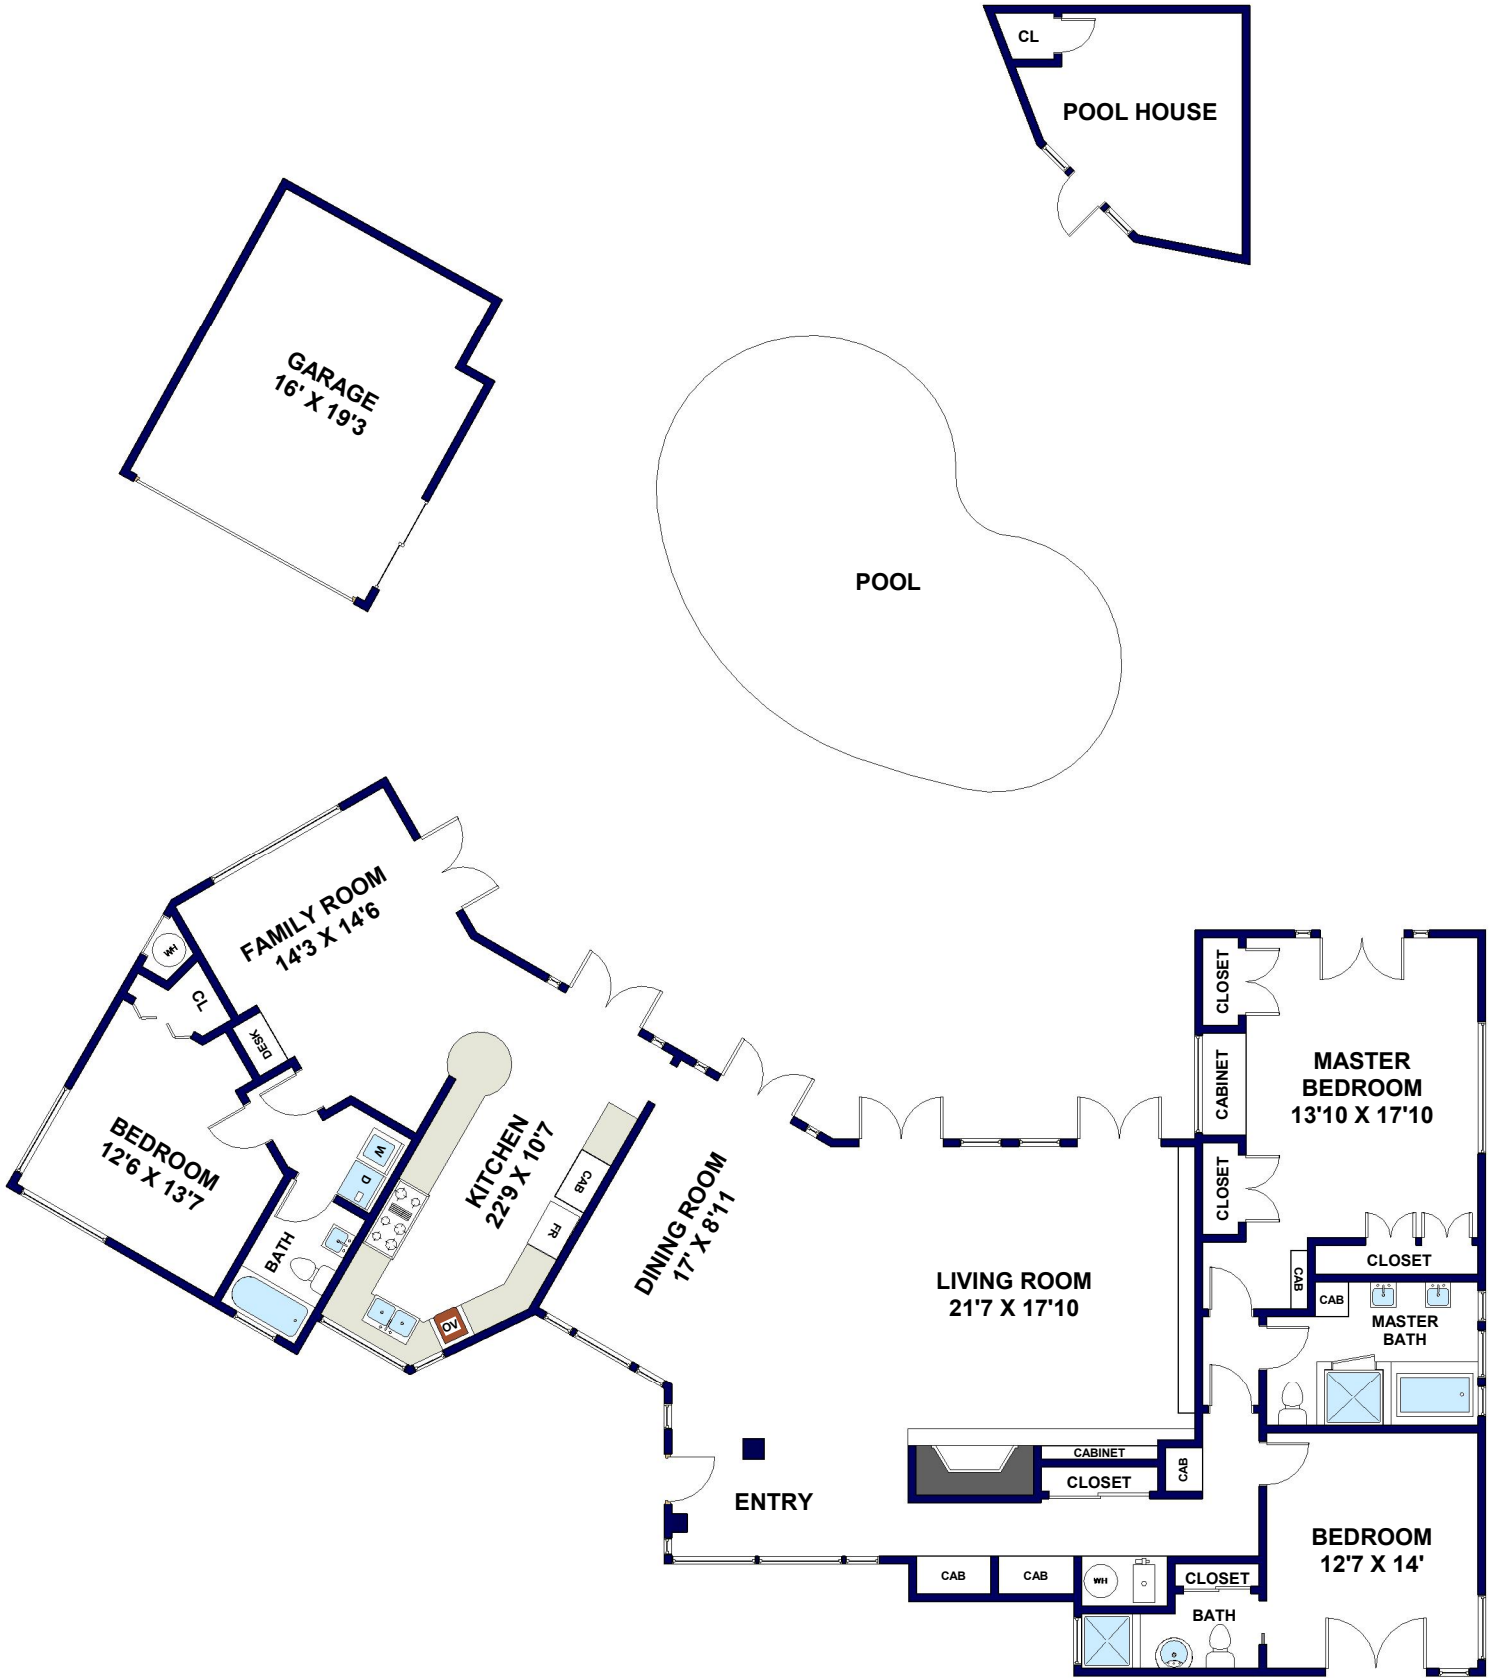 CL
POOL HOUSE
GARAGE
16' X 19'3
POOL
FAMILY ROOM
14'3 X 14'6
WH
CL
DESK
BEDROOM
12'6 X 13'7
W
D
BATH
KITCHEN
22'9 X 10'7
CAB
FR
OV
DINING ROOM
17' X 8'11
LIVING ROOM
21'7 X 17'10
CLOSET
CABINET
CLOSET
MASTER
BEDROOM
13'10 X 17'10
CLOSET
CAB
CAB
MASTER
BATH
CABINET
CLOSET
CAB
ENTRY
BEDROOM
12'7 X 14'
CAB
CAB
WH
CLOSET
BATH